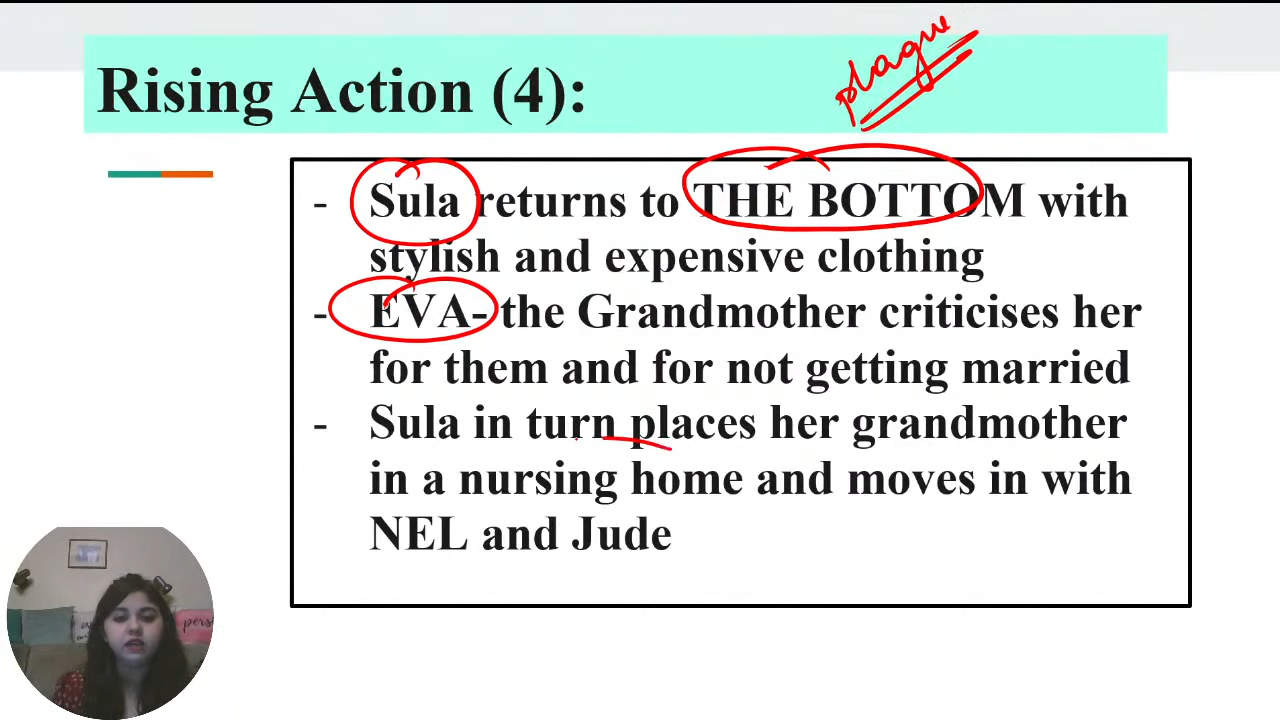 plague
Rising Action (4):
- Sula returns to THE BOTTOM with
stylish and expensive clothing
- EVA- the Grandmother criticises her
for them and for not getting married
- Sula in turn places her grandmother
in a nursing home and moves in with
NEL and Jude
pers